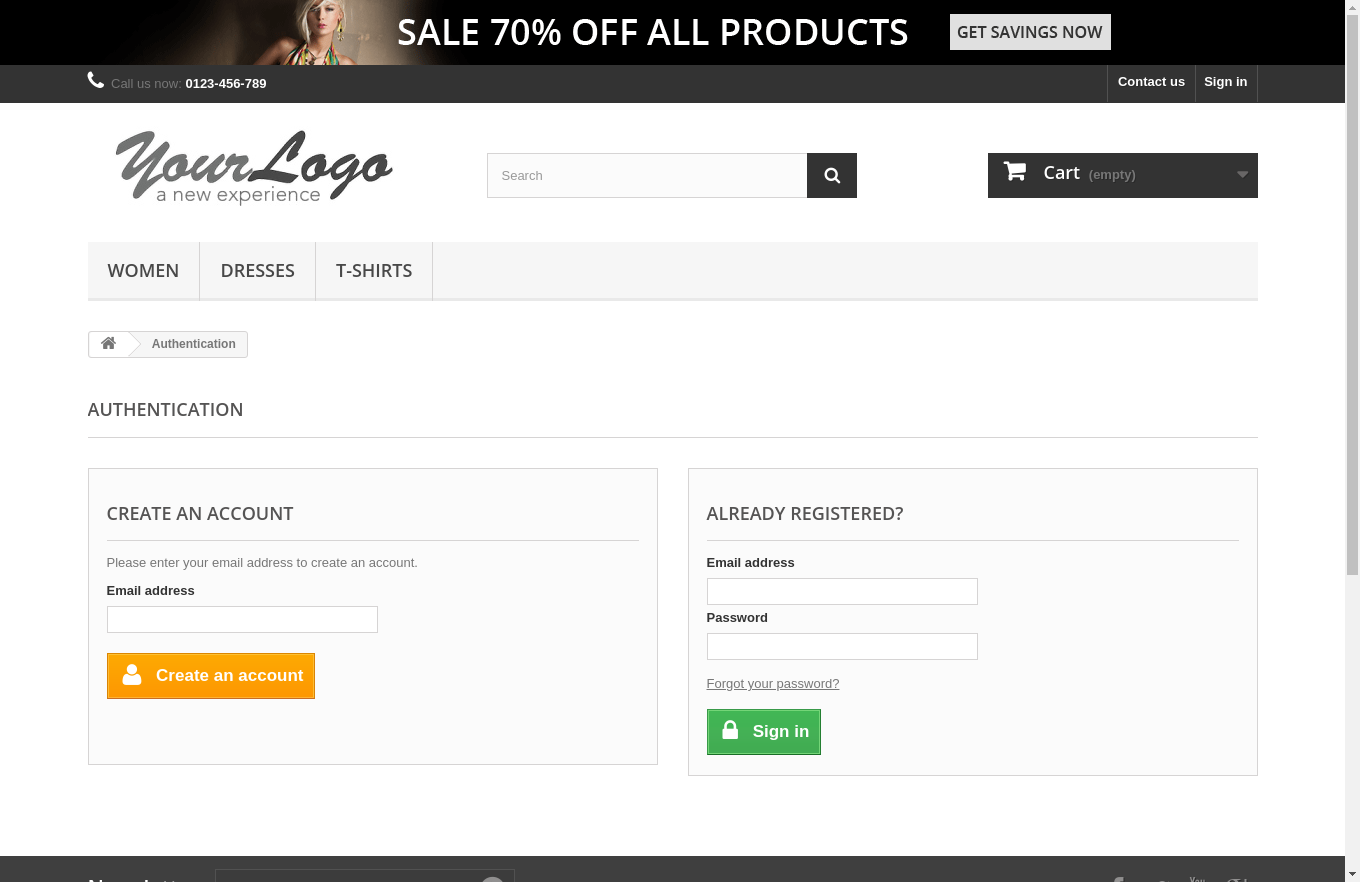 SALE 70% OFF ALL PRODUCTS GET SAVINGS NOW
Call us now: 0123-456-789 Contact us Sign in
YourLogo
a new experience
Search
Cart (empty)
WOMEN DRESSES T-SHIRTS
Authentication
AUTHENTICATION
CREATE AN ACCOUNT
Please enter your email address to create an account.
Email address
Create an account
ALREADY REGISTERED?
Email address
Password
Forgot your password?
Sign in